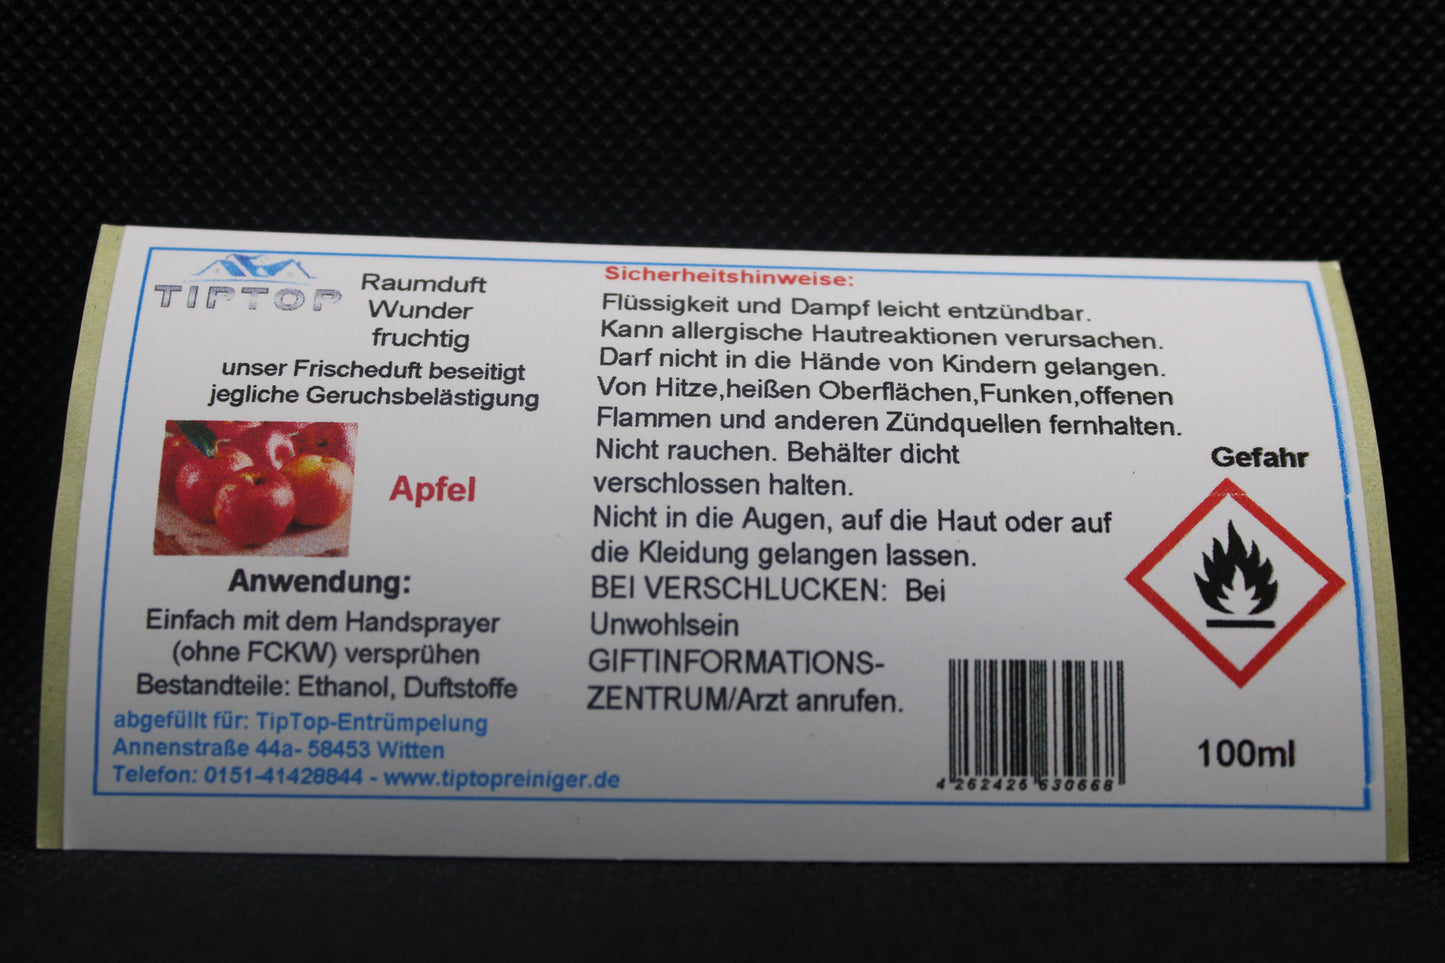 TIPTOP
Raumduft
Wunder
fruchtig
unser Frischeduft beseitigt
jegliche Geruchsbelästigung
Apfel
Anwendung:
Einfach mit dem Handsprayer
(ohne FCKW) versprühen
Bestandteile: Ethanol, Duftstoffe
abgefüllt für: TipTop-Entrümpelung
Annenstraße 44a- 58453 Witten
Telefon: 0151-41428844 - www.tiptopreiniger.de
Sicherheitshinweise:
Flüssigkeit und Dampf leicht entzündbar.
Kann allergische Hautreaktionen verursachen.
Darf nicht in die Hände von Kindern gelangen.
Von Hitze,heißen Oberflächen,Funken,offenen
Flammen und anderen Zündquellen fernhalten.
Nicht rauchen. Behälter dicht
verschlossen halten.
Nicht in die Augen, auf die Haut oder auf
die Kleidung gelangen lassen.
BEI VERSCHLUCKEN: Bei
Unwohlsein
GIFTINFORMATIONS-
ZENTRUM/Arzt anrufen.
4 262426 630668
Gefahr
100ml